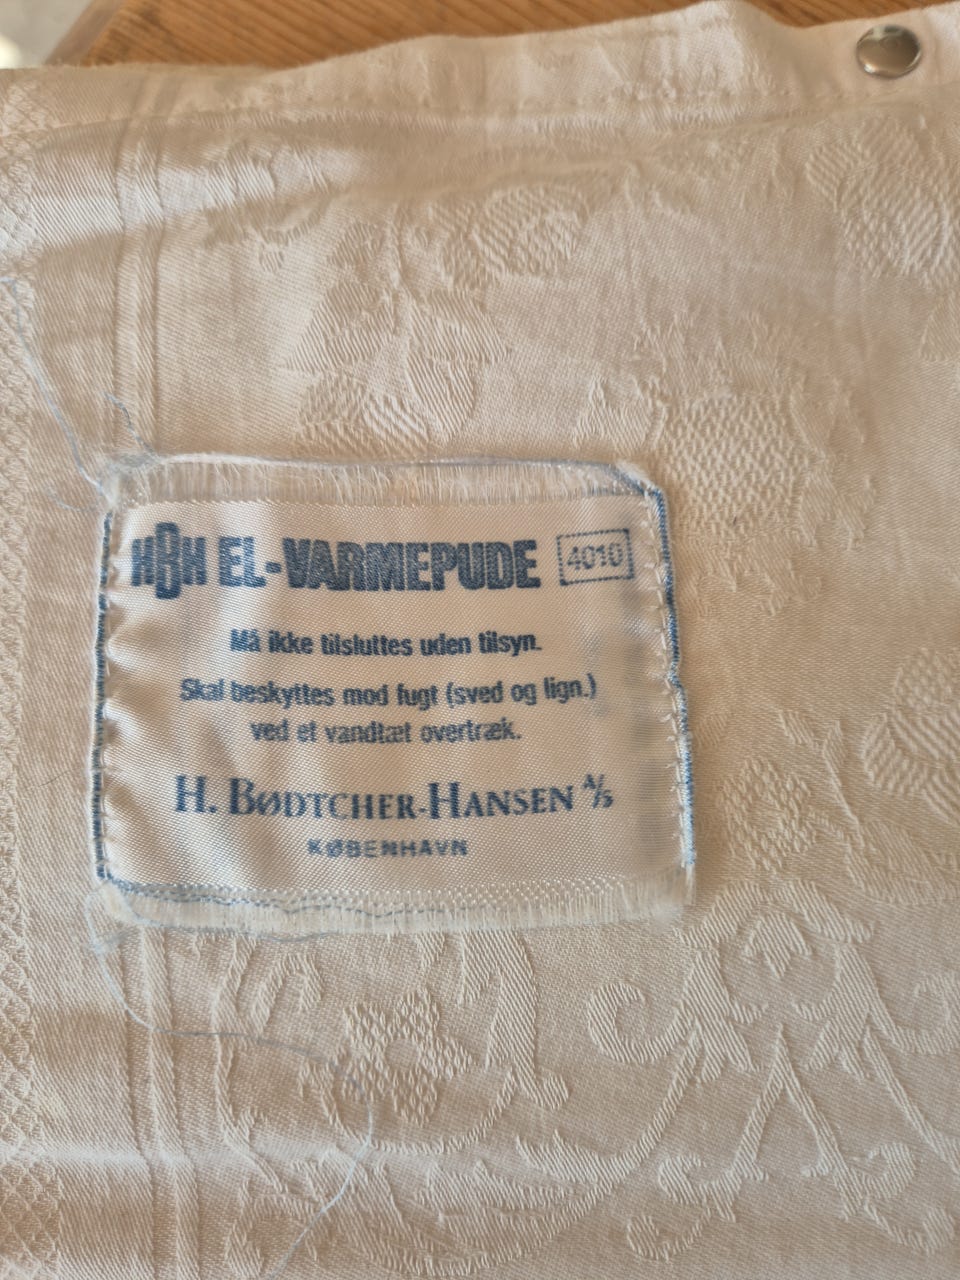 HBH EL-VARMEPUDE 4010
Må ikke tilsluttes uden tilsyn.
Skal beskyttes mod fugt (sved og lign.)
ved et vandtæt overtræk.
H. BØDTCHER-HANSEN A/S
KØBENHAVN